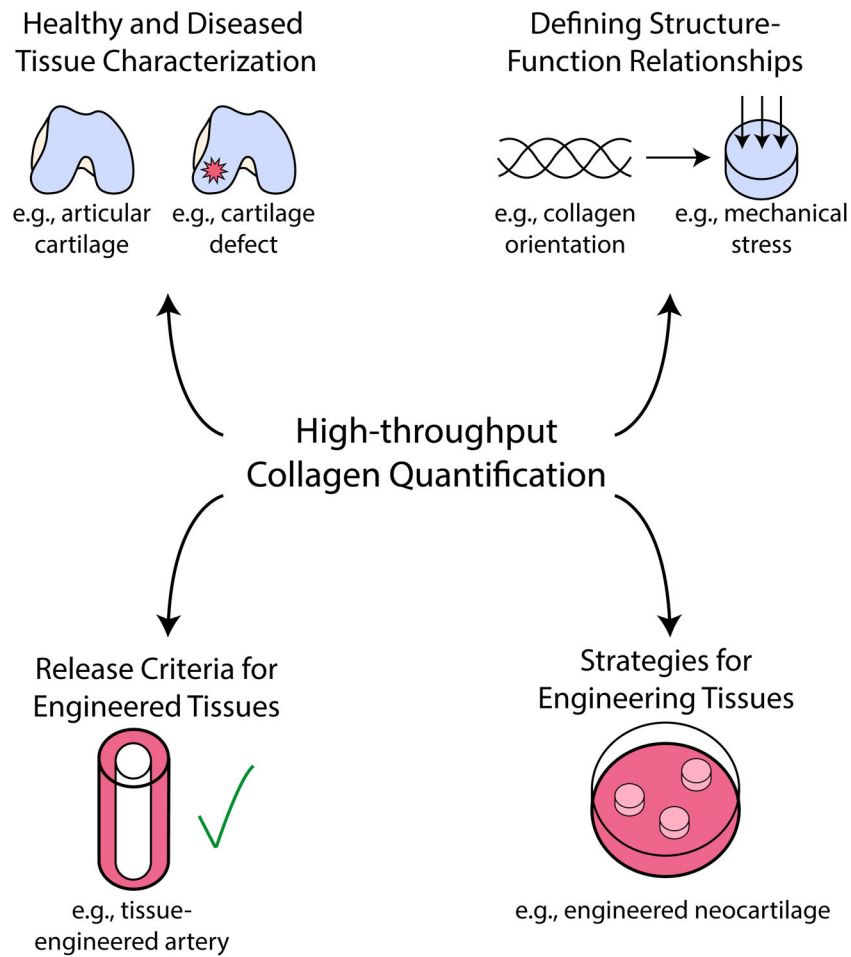 Healthy and Diseased
Tissue Characterization
e.g., articular
cartilage
e.g., cartilage
defect
Defining Structure-
Function Relationships
e.g., collagen
orientation
e.g., mechanical
stress
High-throughput
Collagen Quantification
Release Criteria for
Engineered Tissues
e.g., tissue-
engineered artery
Strategies for
Engineering Tissues
e.g., engineered neocartilage